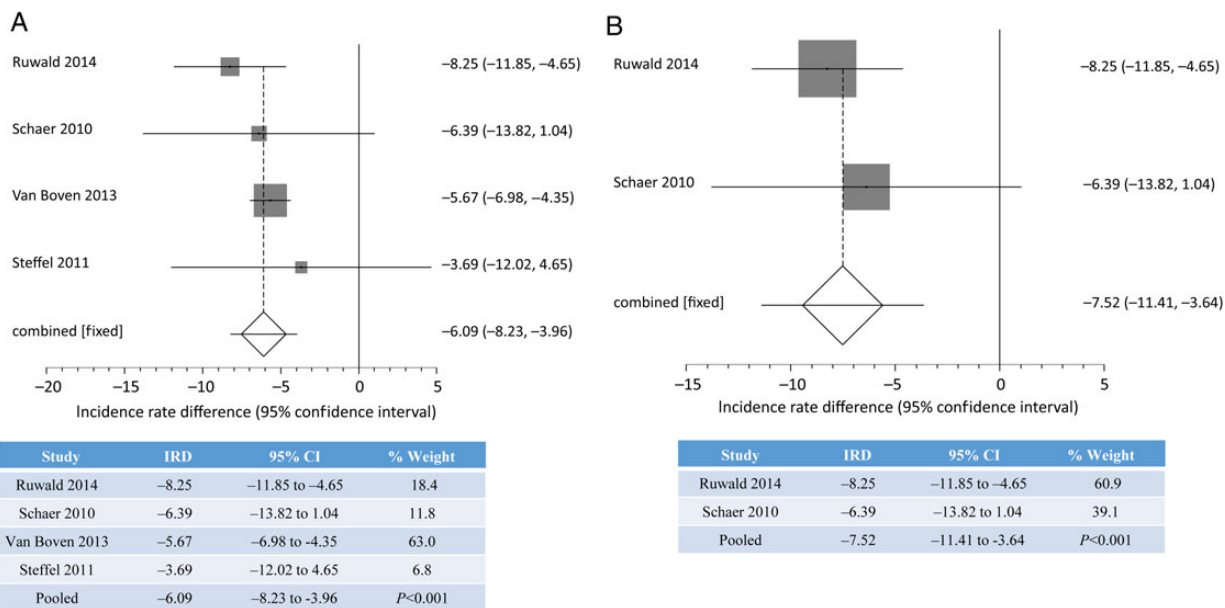 A
Ruwald 2014
−8.25 (−11.85, −4.65)
Schaer 2010
−6.39 (−13.82, 1.04)
Van Boven 2013
−5.67 (−6.98, −4.35)
Steffel 2011
−3.69 (−12.02, 4.65)
combined [fixed]
−6.09 (−8.23, −3.96)
−20 −15 −10 −5 0 5
Incidence rate difference (95% confidence interval)
Study IRD 95% CI % Weight
Ruwald 2014 −8.25 −11.85 to −4.65 18.4
Schaer 2010 −6.39 −13.82 to 1.04 11.8
Van Boven 2013 −5.67 −6.98 to -4.35 63.0
Steffel 2011 −3.69 −12.02 to 4.65 6.8
Pooled −6.09 −8.23 to -3.96 P<0.001
B
Ruwald 2014
−8.25 (−11.85, −4.65)
Schaer 2010
−6.39 (−13.82, 1.04)
combined [fixed]
−7.52 (−11.41, −3.64)
−15 −10 −5 0 5
Incidence rate difference (95% confidence interval)
Study IRD 95% CI % Weight
Ruwald 2014 −8.25 −11.85 to −4.65 60.9
Schaer 2010 −6.39 −13.82 to 1.04 39.1
Pooled −7.52 −11.41 to -3.64 P<0.001